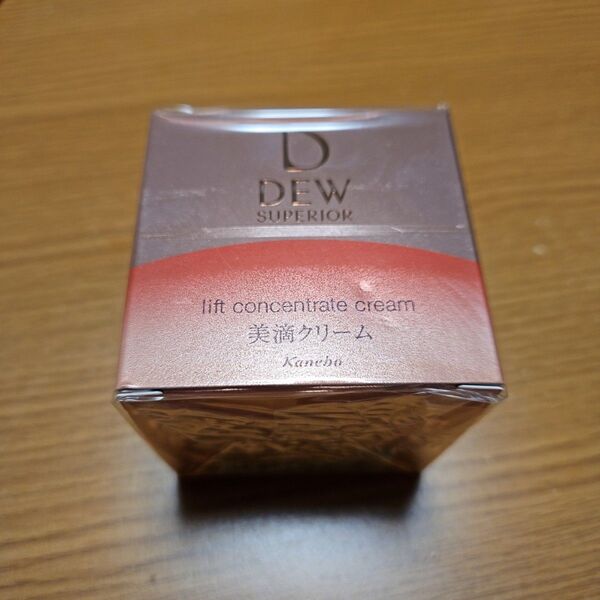 D
DEW
SUPERIOR
lift concentrate cream
美滴クリーム
Kanebo